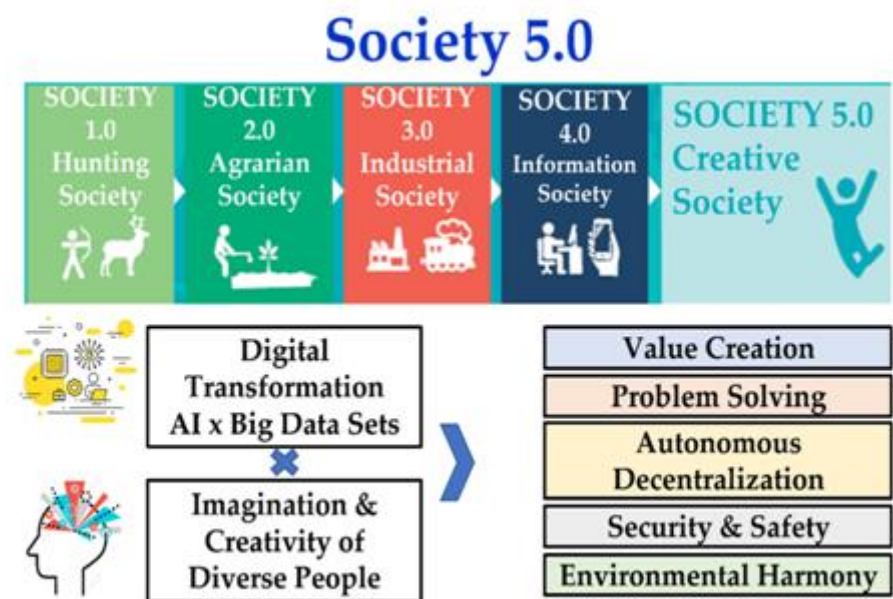 Society 5.0
SOCIETY
1.0
Hunting
Society
SOCIETY
2.0
Agrarian
Society
SOCIETY
3.0
Industrial
Society
SOCIETY
4.0
Information
Society
SOCIETY 5.0
Creative
Society
Digital
Transformation
AI x Big Data Sets
Imagination &
Creativity of
Diverse People
Value Creation
Problem Solving
Autonomous
Decentralization
Security & Safety
Environmental Harmony